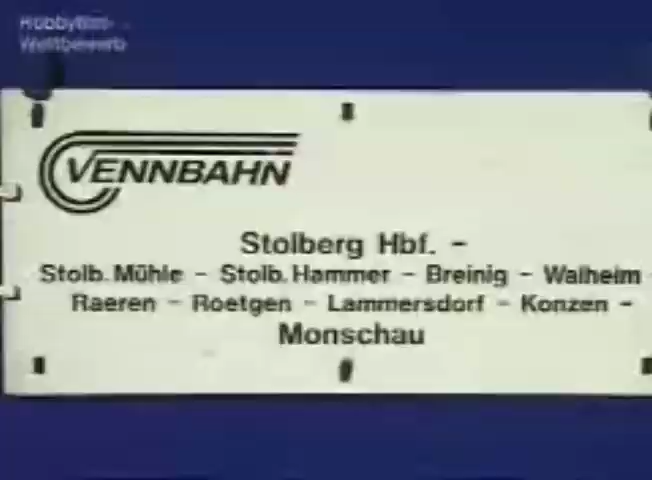 Hobbyfilm-
Wettbewerb
VENNBAHN
Stolberg Hbf. -
Stolb. Mühle - Stolb. Hammer - Breinig - Walheim -
Raeren - Roetgen - Lammersdorf - Konzen -
Monschau